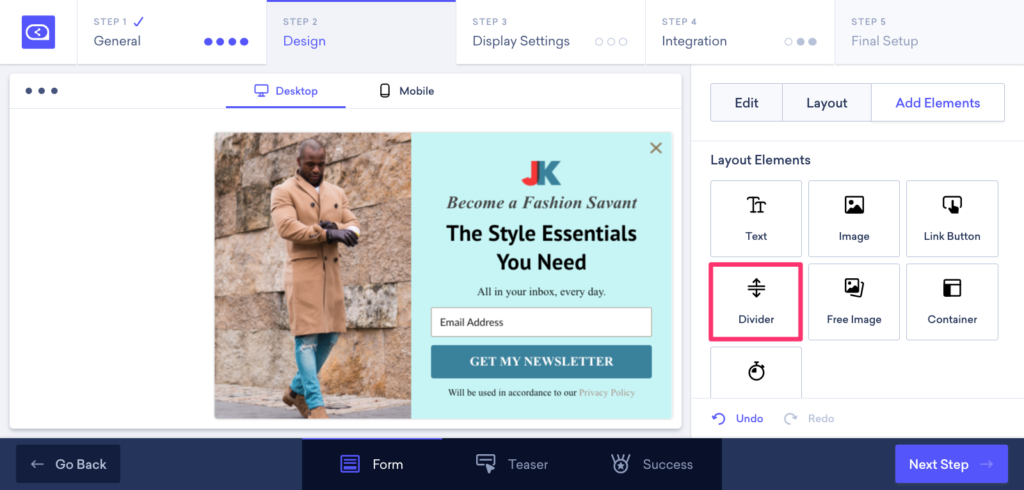 STEP 1
General
STEP 2
Design
STEP 3
Display Settings
STEP 4
Integration
STEP 5
Final Setup
Desktop
Mobile
JK
Become a Fashion Savant
The Style Essentials
You Need
All in your inbox, every day.
Email Address
GET MY NEWSLETTER
Will be used in accordance to our Privacy Policy
Edit
Layout
Add Elements
Layout Elements
Text
Image
Link Button
Divider
Free Image
Container
Undo
Redo
Go Back
Form
Teaser
Success
Next Step